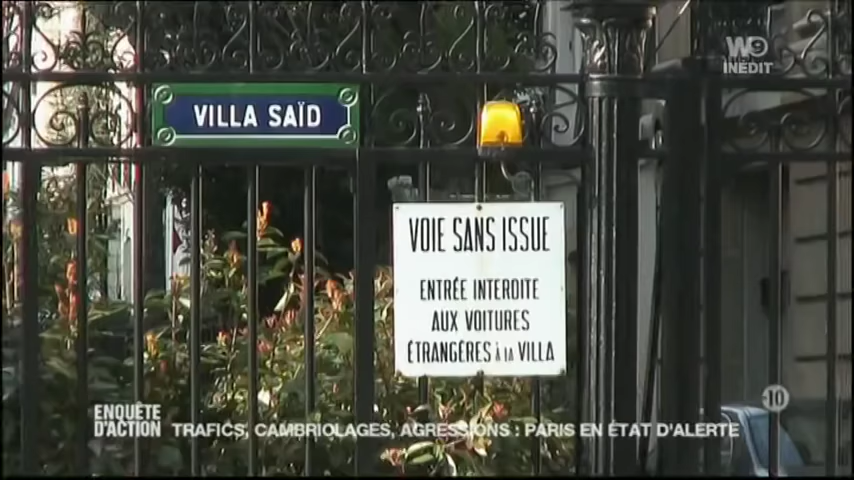 W9
INÉDIT
VILLA SAÏD
VOIE SANS ISSUE
ENTRÉE INTERDITE
AUX VOITURES
ÉTRANGÈRES À LA VILLA
-10
ENQUÊTE
D'ACTION
TRAFICS, CAMBRIOLAGES, AGRESSIONS : PARIS EN ÉTAT D'ALERTE